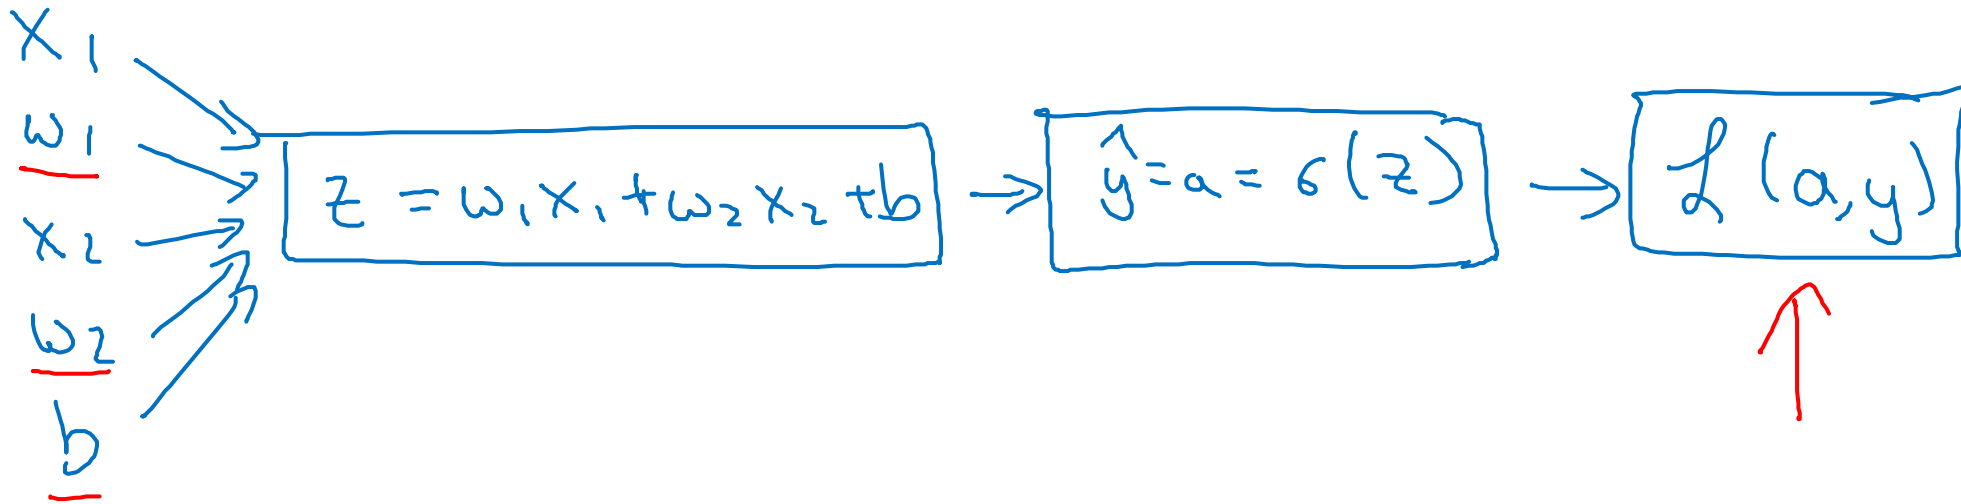 x₁
w₁
x₂
w₂
b
z = w₁x₁ + w₂x₂ + b
ŷ = a = σ(z)
ℒ(a, y)